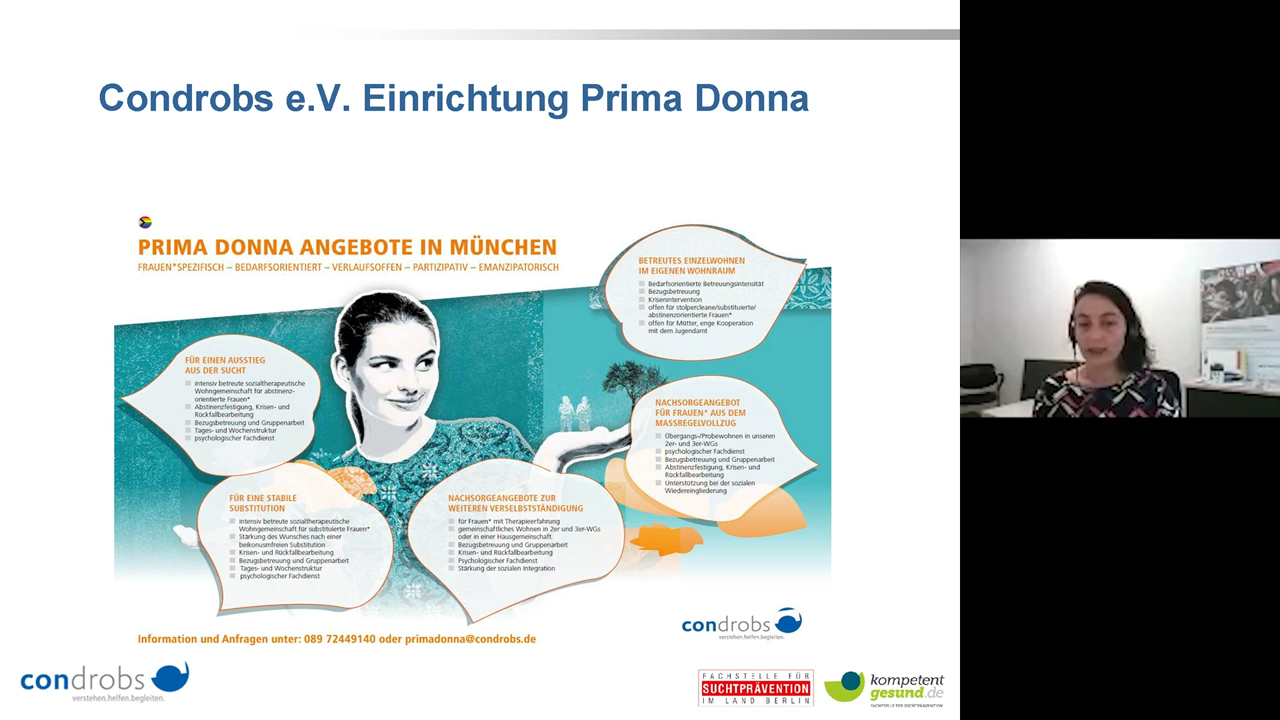 Condrobs e.V. Einrichtung Prima Donna
PRIMA DONNA ANGEBOTE IN MÜNCHEN
FRAUEN*SPEZIFISCH – BEDARFSORIENTIERT – VERLAUFSOFFEN – PARTIZIPATIV – EMANZIPATORISCH
BETREUTES EINZELWOHNEN
IM EIGENEN WOHNRAUM
Bedarfsorientierte Betreuungsintensität
Bezugsbetreuung
Krisenintervention
offen für stolpercleane/substituierte/
abstinenzorientierte Frauen*
offen für Mütter, enge Kooperation
mit dem Jugendamt
FÜR EINEN AUSSTIEG
AUS DER SUCHT
intensiv betreute sozialtherapeutische
Wohngemeinschaft für abstinenz-
orientierte Frauen*
Abstinenzfestigung, Krisen- und
Rückfallbearbeitung
Bezugsbetreuung und Gruppenarbeit
Tages- und Wochenstruktur
psychologischer Fachdienst
NACHSORGEANGEBOT
FÜR FRAUEN* AUS DEM
MASSREGELVOLLZUG
Übergangs-/Probewohnen in unseren
2er- und 3er-WGs
psychologischer Fachdienst
Bezugsbetreuung und Gruppenarbeit
Abstinenzfestigung, Krisen- und
Rückfallbearbeitung
Unterstützung bei der sozialen
Wiedereingliederung
FÜR EINE STABILE
SUBSTITUTION
intensiv betreute sozialtherapeutische
Wohngemeinschaft für substituierte Frauen*
Stärkung des Wunsches nach einer
beikonusmfreien Substitution
Krisen- und Rückfallbearbeitung
Bezugsbetreuung und Gruppenarbeit
Tages- und Wochenstruktur
psychologischer Fachdienst
NACHSORGEANGEBOTE ZUR
WEITEREN VERSELBSTSTÄNDIGUNG
für Frauen* mit Therapieerfahrung
gemeinschaftliches Wohnen in 2er und 3er-WGs
oder in einer Hausgemeinschaft
Bezugsbetreuung und Gruppenarbeit
Krisen- und Rückfallbearbeitung
Psychologischer Fachdienst
Stärkung der sozialen Integration
condrobs
verstehen.helfen.begleiten.
Information und Anfragen unter: 089 72449140 oder primadonna@condrobs.de
condrobs
verstehen.helfen.begleiten.
FACHSTELLE FÜR
SUCHTPRÄVENTION
IM LAND BERLIN
kompetent
gesund.de
FACHSTELLE FÜR SUCHTPRÄVENTION